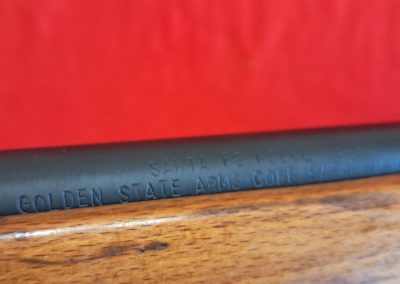 SANTA FE MODEL
GOLDEN STATE ARMS CORP